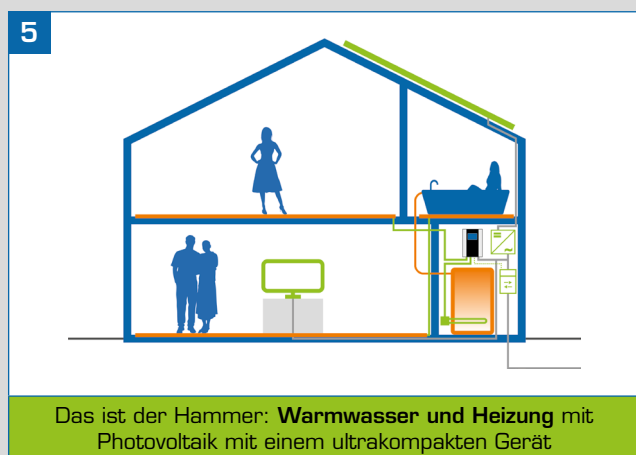 5
Das ist der Hammer: Warmwasser und Heizung mit
Photovoltaik mit einem ultrakompakten Gerät